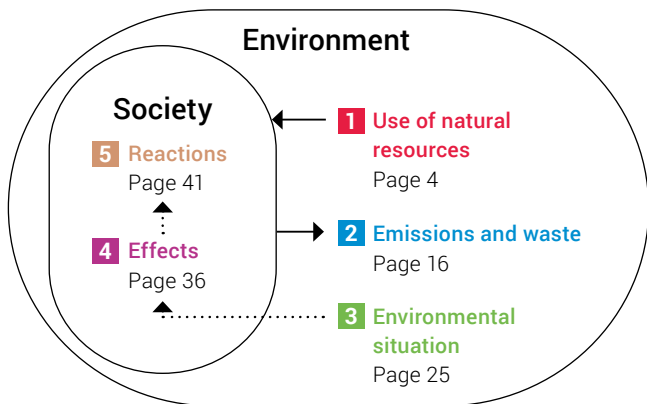 Environment
Society
1 Use of natural
resources
Page 4
5 Reactions
Page 41
2 Emissions and waste
Page 16
4 Effects
Page 36
3 Environmental
situation
Page 25